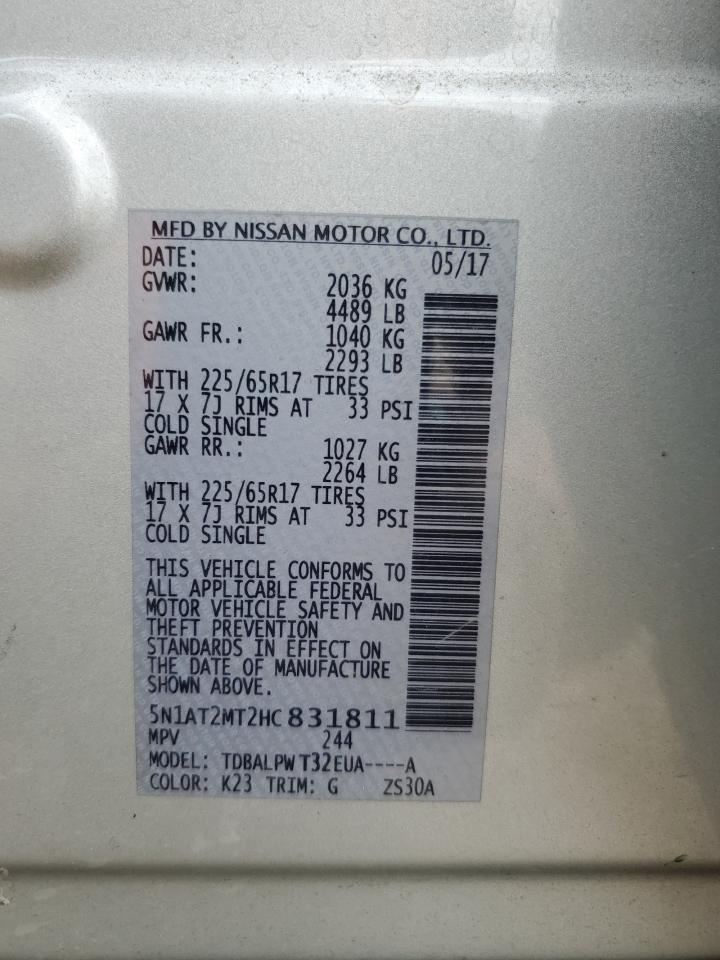 MFD BY NISSAN MOTOR CO., LTD.
DATE: 05/17
GVWR: 2036 KG
4489 LB
GAWR FR.: 1040 KG
2293 LB
WITH 225/65R17 TIRES
17 X 7J RIMS AT 33 PSI
COLD SINGLE
GAWR RR.: 1027 KG
2264 LB
WITH 225/65R17 TIRES
17 X 7J RIMS AT 33 PSI
COLD SINGLE
THIS VEHICLE CONFORMS TO
ALL APPLICABLE FEDERAL
MOTOR VEHICLE SAFETY AND
THEFT PREVENTION
STANDARDS IN EFFECT ON
THE DATE OF MANUFACTURE
SHOWN ABOVE.
5N1AT2MT2HC831811
MPV 244
MODEL: TDBALPW T32EUA----A
COLOR: K23 TRIM: G ZS30A